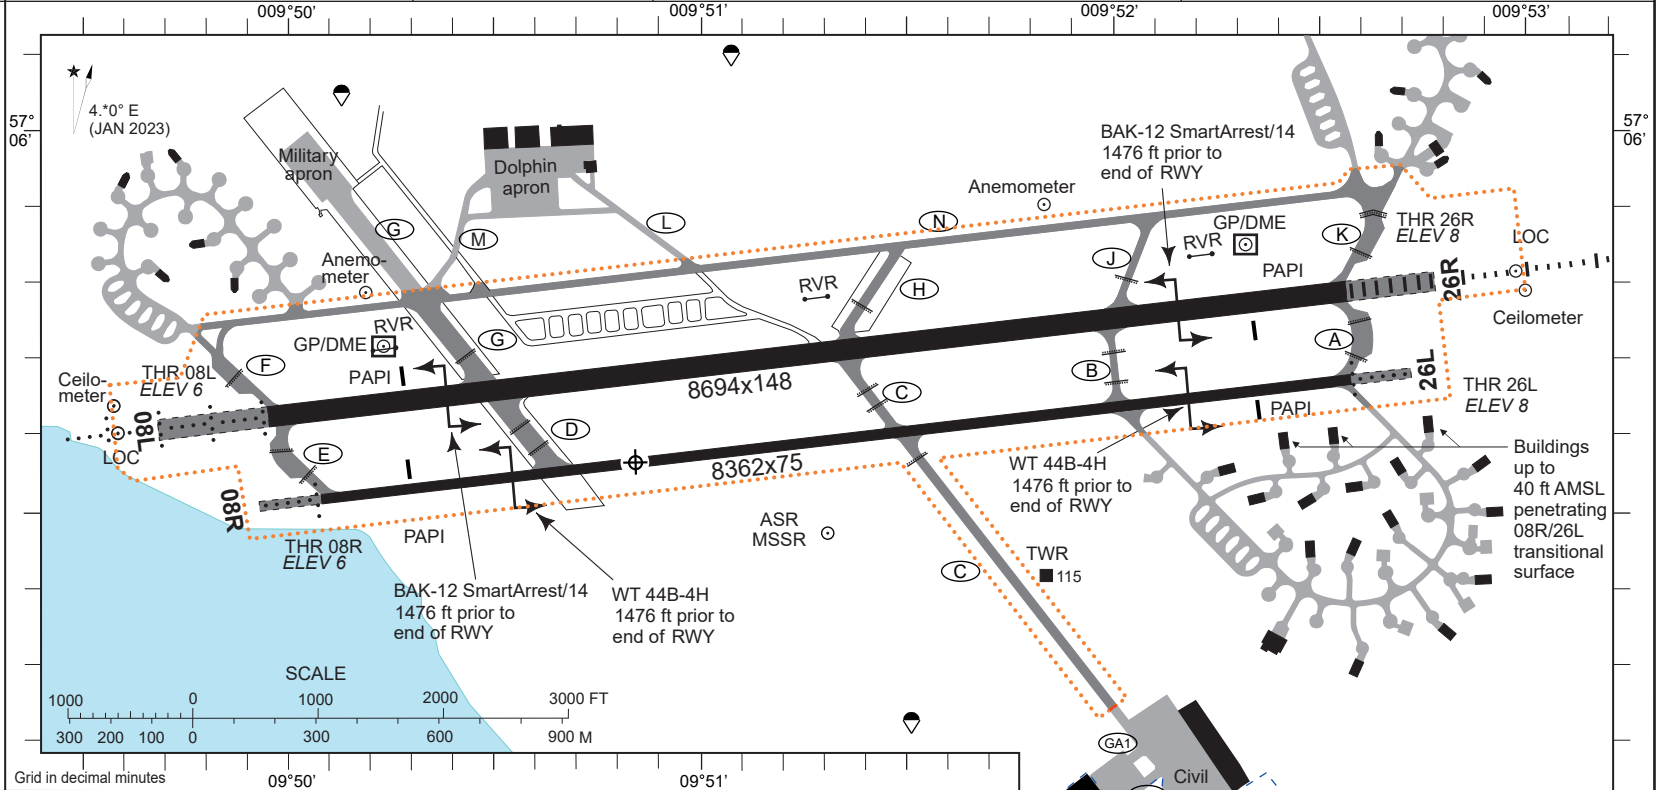 009°50'
009°51'
009°52'
009°53'
57°
06'
57°
06'
4.*0° E
(JAN 2023)
Military
apron
Dolphin
apron
BAK-12 SmartArrest/14
1476 ft prior to
end of RWY
Anemometer
G
M
L
N
GP/DME
RVR
K
THR 26R
ELEV 8
LOC
J
PAPI
Anemo-
meter
RVR
H
26R
Ceilometer
RVR
GP/DME
G
A
F
PAPI
THR 08L
ELEV 6
Ceilo-
meter
8694x148
B
26L
THR 26L
ELEV 8
C
PAPI
08L
LOC
D
E
8362x75
WT 44B-4H
1476 ft prior to
end of RWY
Buildings
up to
40 ft AMSL
penetrating
08R/26L
transitional
surface
08R
THR 08R
ELEV 6
PAPI
ASR
MSSR
TWR
115
C
BAK-12 SmartArrest/14
1476 ft prior to
end of RWY
WT 44B-4H
1476 ft prior to
end of RWY
SCALE
1000 0 1000 2000 3000 FT
300 200 100 0 300 600 900 M
GA1
Civil
Grid in decimal minutes
009°50'
009°51'